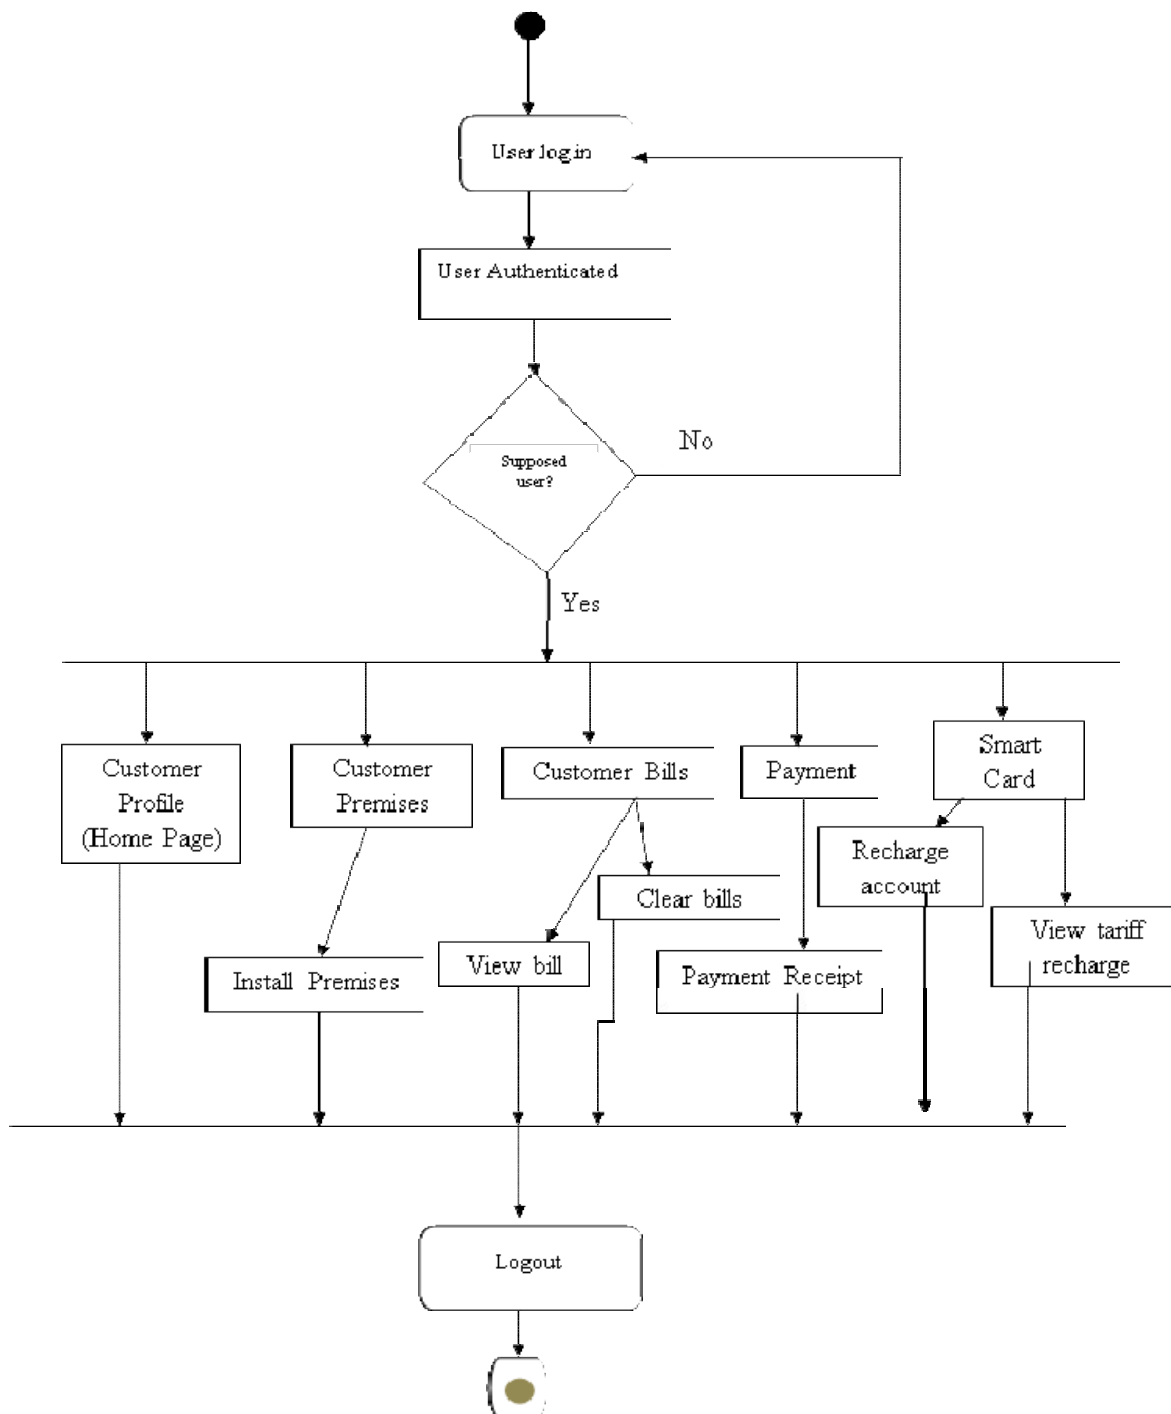 User log in
User Authenticated
No
Supposed
user?
Yes
Customer
Profile
(Home Page)
Customer
Premises
Customer Bills
Payment
Smart
Card
Recharge
account
Clear bills
View tariff
recharge
View bill
Payment Receipt
Install Premises
Logout